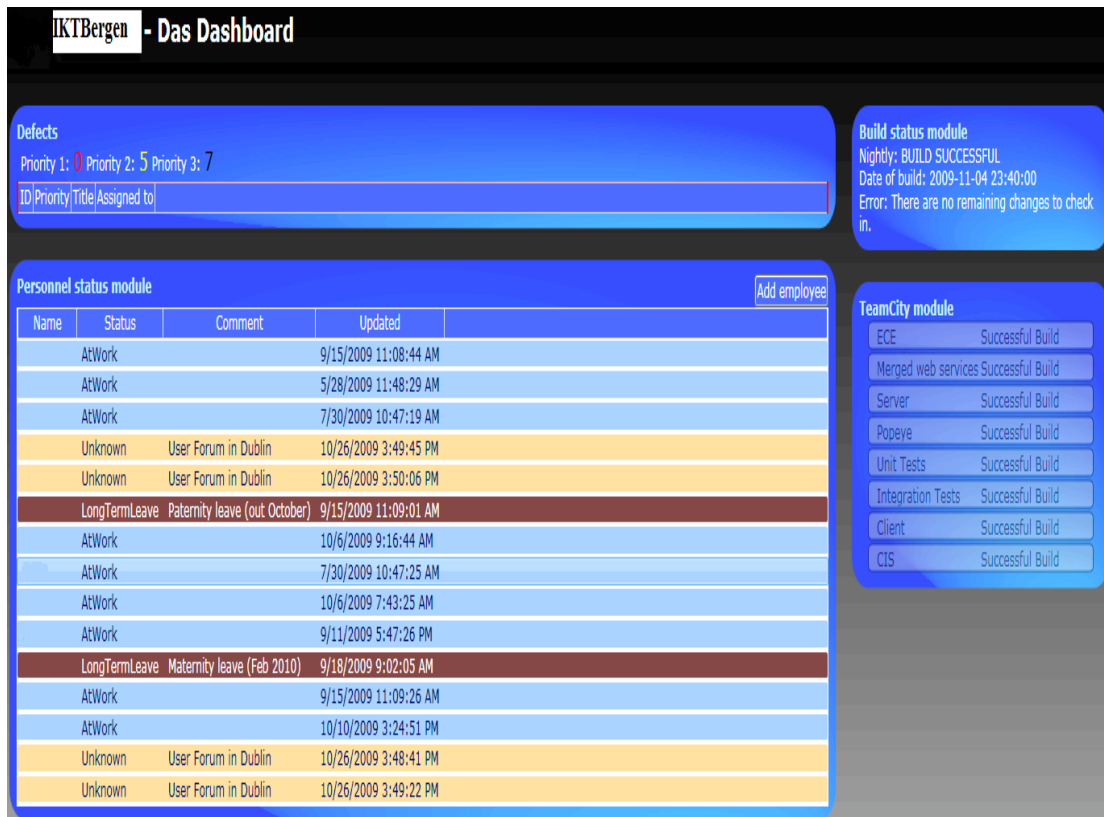 IKTBergen - Das Dashboard
Defects
Priority 1: 0 Priority 2: 5 Priority 3: 7
ID Priority Title Assigned to
Build status module
Nightly: BUILD SUCCESSFUL
Date of build: 2009-11-04 23:40:00
Error: There are no remaining changes to check
in.
Personnel status module Add employee
Name Status Comment Updated
AtWork 9/15/2009 11:08:44 AM
AtWork 5/28/2009 11:48:29 AM
AtWork 7/30/2009 10:47:19 AM
Unknown User Forum in Dublin 10/26/2009 3:49:45 PM
Unknown User Forum in Dublin 10/26/2009 3:50:06 PM
LongTermLeave Paternity leave (out October) 9/15/2009 11:09:01 AM
AtWork 10/6/2009 9:16:44 AM
AtWork 7/30/2009 10:47:25 AM
AtWork 10/6/2009 7:43:25 AM
AtWork 9/11/2009 5:47:26 PM
LongTermLeave Maternity leave (Feb 2010) 9/18/2009 9:02:05 AM
AtWork 9/15/2009 11:09:26 AM
AtWork 10/10/2009 3:24:51 PM
Unknown User Forum in Dublin 10/26/2009 3:48:41 PM
Unknown User Forum in Dublin 10/26/2009 3:49:22 PM
TeamCity module
ECE Successful Build
Merged web services Successful Build
Server Successful Build
Popeye Successful Build
Unit Tests Successful Build
Integration Tests Successful Build
Client Successful Build
CIS Successful Build